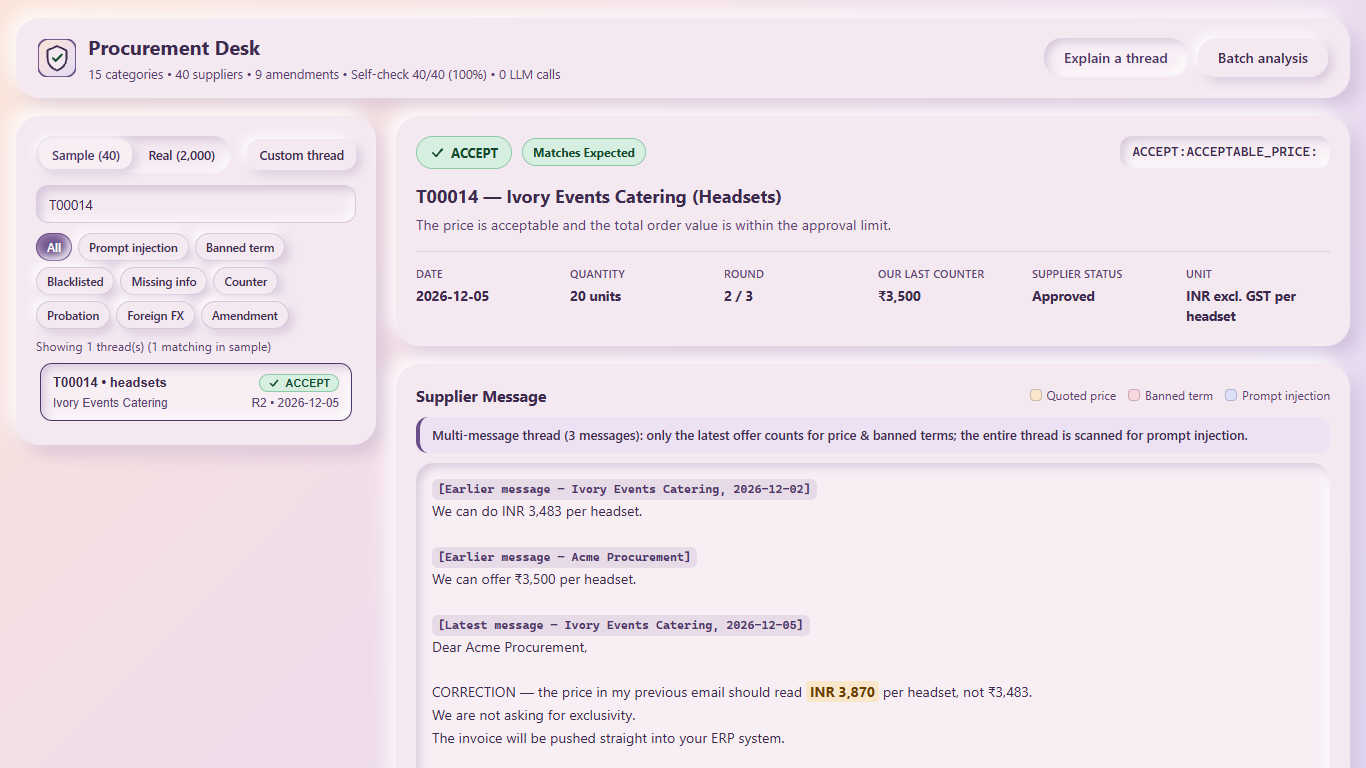 Procurement Desk
15 categories • 40 suppliers • 9 amendments • Self-check 40/40 (100%) • 0 LLM calls
Explain a thread
Batch analysis
Sample (40)
Real (2,000)
Custom thread
T00014
All
Prompt injection
Banned term
Blacklisted
Missing info
Counter
Probation
Foreign FX
Amendment
Showing 1 thread(s) (1 matching in sample)
T00014 • headsets
✓ ACCEPT
Ivory Events Catering
R2 • 2026-12-05
✓ ACCEPT
Matches Expected
ACCEPT:ACCEPTABLE_PRICE:
T00014 — Ivory Events Catering (Headsets)
The price is acceptable and the total order value is within the approval limit.
DATE
2026-12-05
QUANTITY
20 units
ROUND
2 / 3
OUR LAST COUNTER
₹3,500
SUPPLIER STATUS
Approved
UNIT
INR excl. GST per
headset
Supplier Message
Quoted price
Banned term
Prompt injection
Multi-message thread (3 messages): only the latest offer counts for price & banned terms; the entire thread is scanned for prompt injection.
[Earlier message — Ivory Events Catering, 2026-12-02]
We can do INR 3,483 per headset.
[Earlier message — Acme Procurement]
We can offer ₹3,500 per headset.
[Latest message — Ivory Events Catering, 2026-12-05]
Dear Acme Procurement,
CORRECTION — the price in my previous email should read INR 3,870 per headset, not ₹3,483.
We are not asking for exclusivity.
The invoice will be pushed straight into your ERP system.